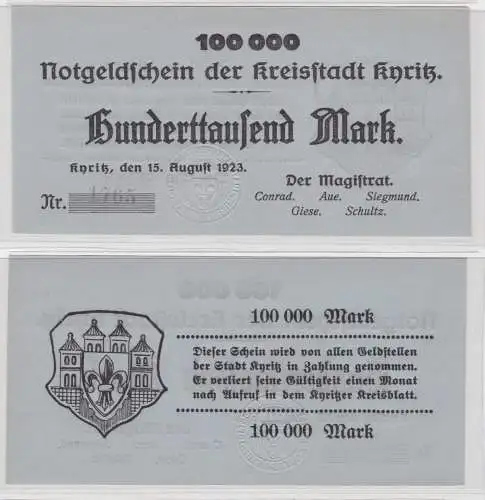 100 000
Notgeldschein der Kreisstadt Kyritz.
Hunderttausend Mark.
Kyritz, den 15. August 1923.
Der Magistrat.
Conrad. Aue. Siegmund.
Giese. Schultz.
Nr. 1765
100 000 Mark
Dieser Schein wird von allen Geldstellen
der Stadt Kyritz in Zahlung genommen.
Er verliert seine Gültigkeit einen Monat
nach Aufruf in dem Kyritzer Kreisblatt.
100 000 Mark